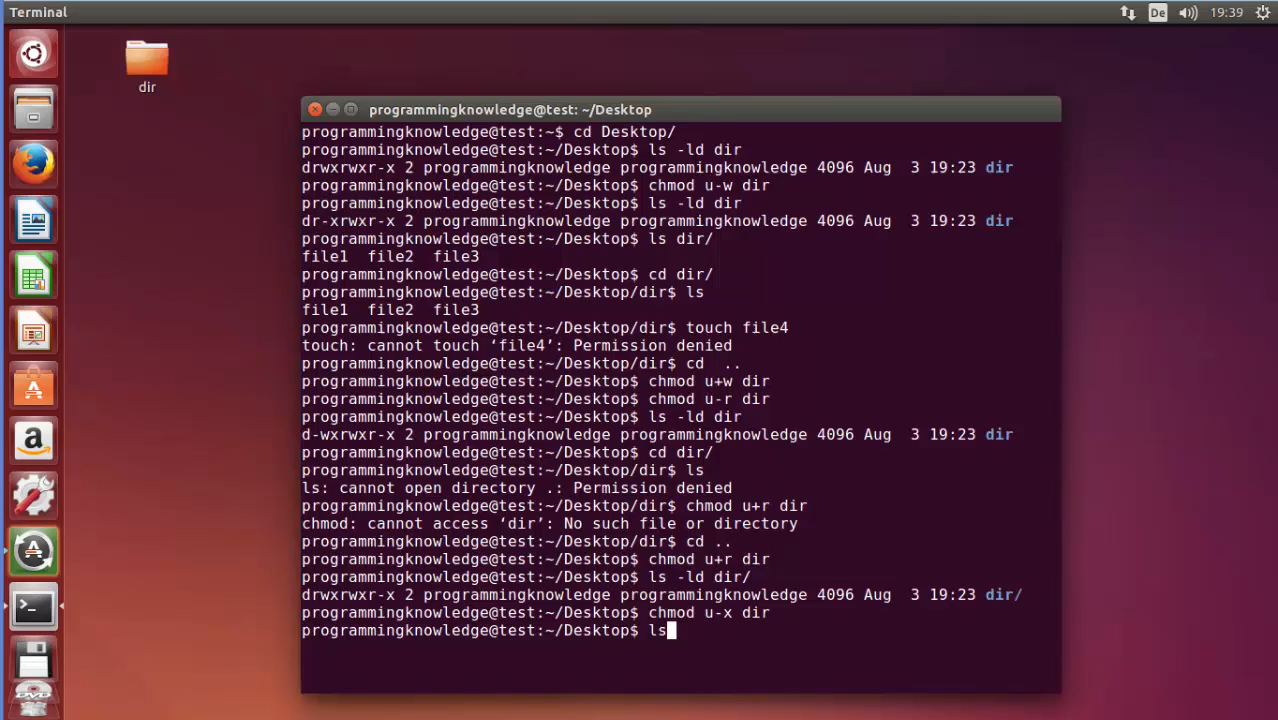 Terminal
De
19:39
dir
programmingknowledge@test: ~/Desktop
programmingknowledge@test:~$ cd Desktop/
programmingknowledge@test:~/Desktop$ ls -ld dir
drwxrwxr-x 2 programmingknowledge programmingknowledge 4096 Aug  3 19:23 dir
programmingknowledge@test:~/Desktop$ chmod u-w dir
programmingknowledge@test:~/Desktop$ ls -ld dir
dr-xrwxr-x 2 programmingknowledge programmingknowledge 4096 Aug  3 19:23 dir
programmingknowledge@test:~/Desktop$ ls dir/
file1  file2  file3
programmingknowledge@test:~/Desktop$ cd dir/
programmingknowledge@test:~/Desktop/dir$ ls
file1  file2  file3
programmingknowledge@test:~/Desktop/dir$ touch file4
touch: cannot touch ‘file4’: Permission denied
programmingknowledge@test:~/Desktop/dir$ cd  ..
programmingknowledge@test:~/Desktop$ chmod u+w dir
programmingknowledge@test:~/Desktop$ chmod u-r dir
programmingknowledge@test:~/Desktop$ ls -ld dir
d-wxrwxr-x 2 programmingknowledge programmingknowledge 4096 Aug  3 19:23 dir
programmingknowledge@test:~/Desktop$ cd dir/
programmingknowledge@test:~/Desktop/dir$ ls
ls: cannot open directory .: Permission denied
programmingknowledge@test:~/Desktop/dir$ chmod u+r dir
chmod: cannot access ‘dir’: No such file or directory
programmingknowledge@test:~/Desktop/dir$ cd ..
programmingknowledge@test:~/Desktop$ chmod u+r dir
programmingknowledge@test:~/Desktop$ ls -ld dir/
drwxrwxr-x 2 programmingknowledge programmingknowledge 4096 Aug  3 19:23 dir/
programmingknowledge@test:~/Desktop$ chmod u-x dir
programmingknowledge@test:~/Desktop$ ls
a
>_
DVD